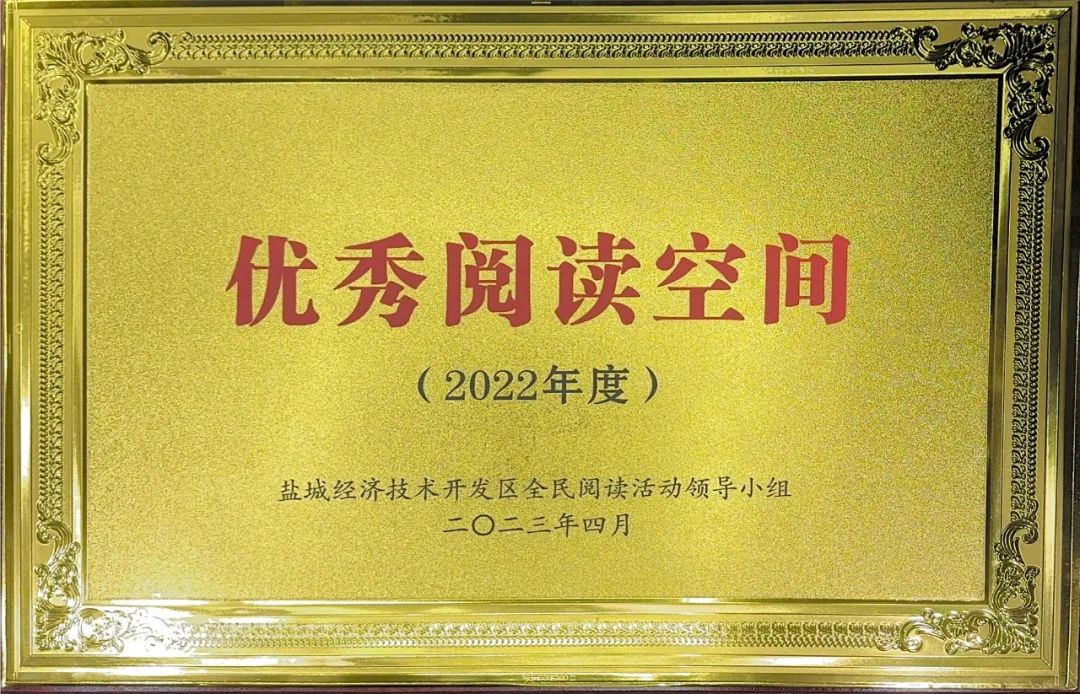 优秀阅读空间
（2022年度）
盐城经济技术开发区全民阅读活动领导小组
二〇二三年四月